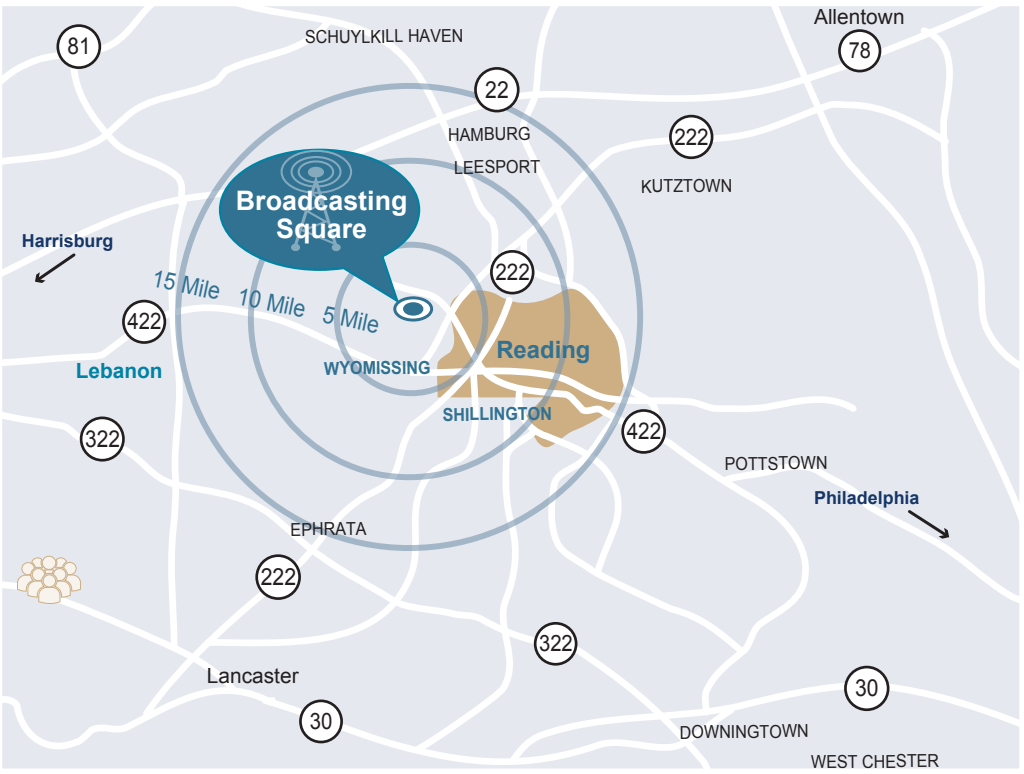 Allentown
81
SCHUYLKILL HAVEN
78
22
HAMBURG
222
LEESPORT
KUTZTOWN
Broadcasting
Square
Harrisburg
222
15 Mile
10 Mile
5 Mile
422
Reading
Lebanon
WYOMISSING
SHILLINGTON
322
422
POTTSTOWN
Philadelphia
EPHRATA
222
322
Lancaster
30
30
DOWNINGTOWN
WEST CHESTER